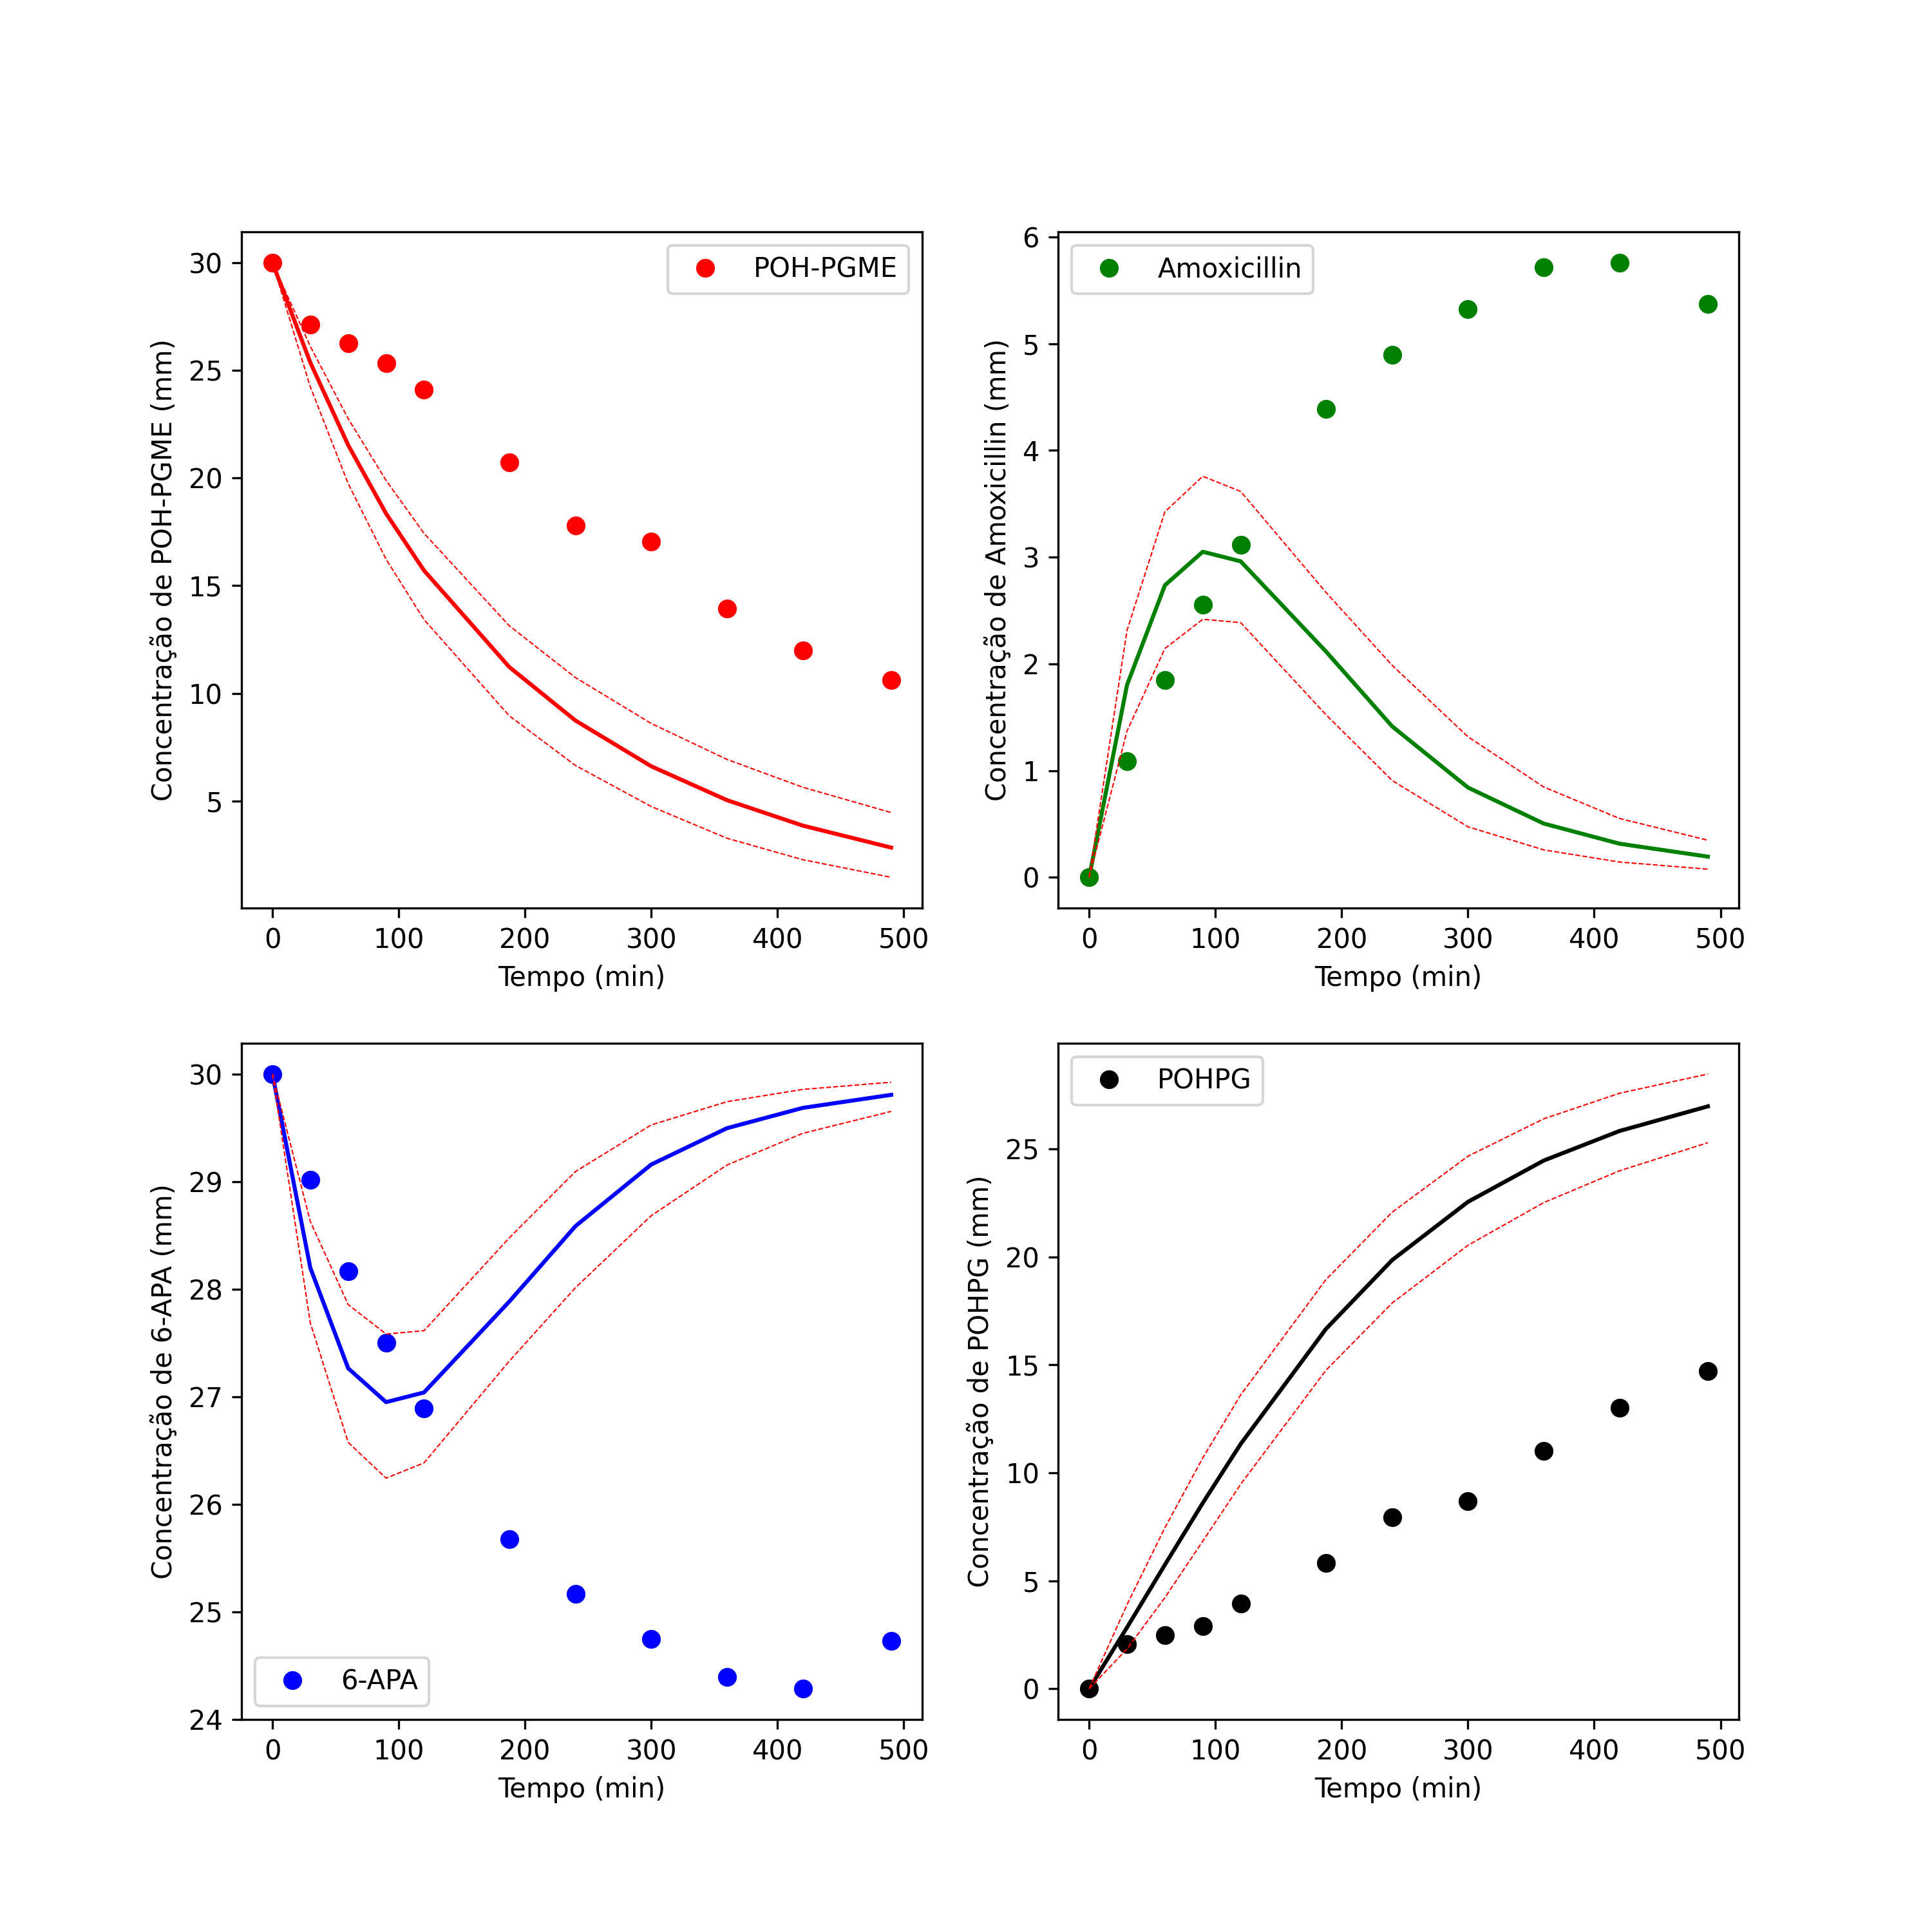 POH-PGME
Concentração de POH-PGME (mm)
30
25
20
15
10
5
0 100 200 300 400 500
Tempo (min)
Amoxicillin
Concentração de Amoxicillin (mm)
6
5
4
3
2
1
0
0 100 200 300 400 500
Tempo (min)
6-APA
Concentração de 6-APA (mm)
30
29
28
27
26
25
24
0 100 200 300 400 500
Tempo (min)
POHPG
Concentração de POHPG (mm)
25
20
15
10
5
0
0 100 200 300 400 500
Tempo (min)